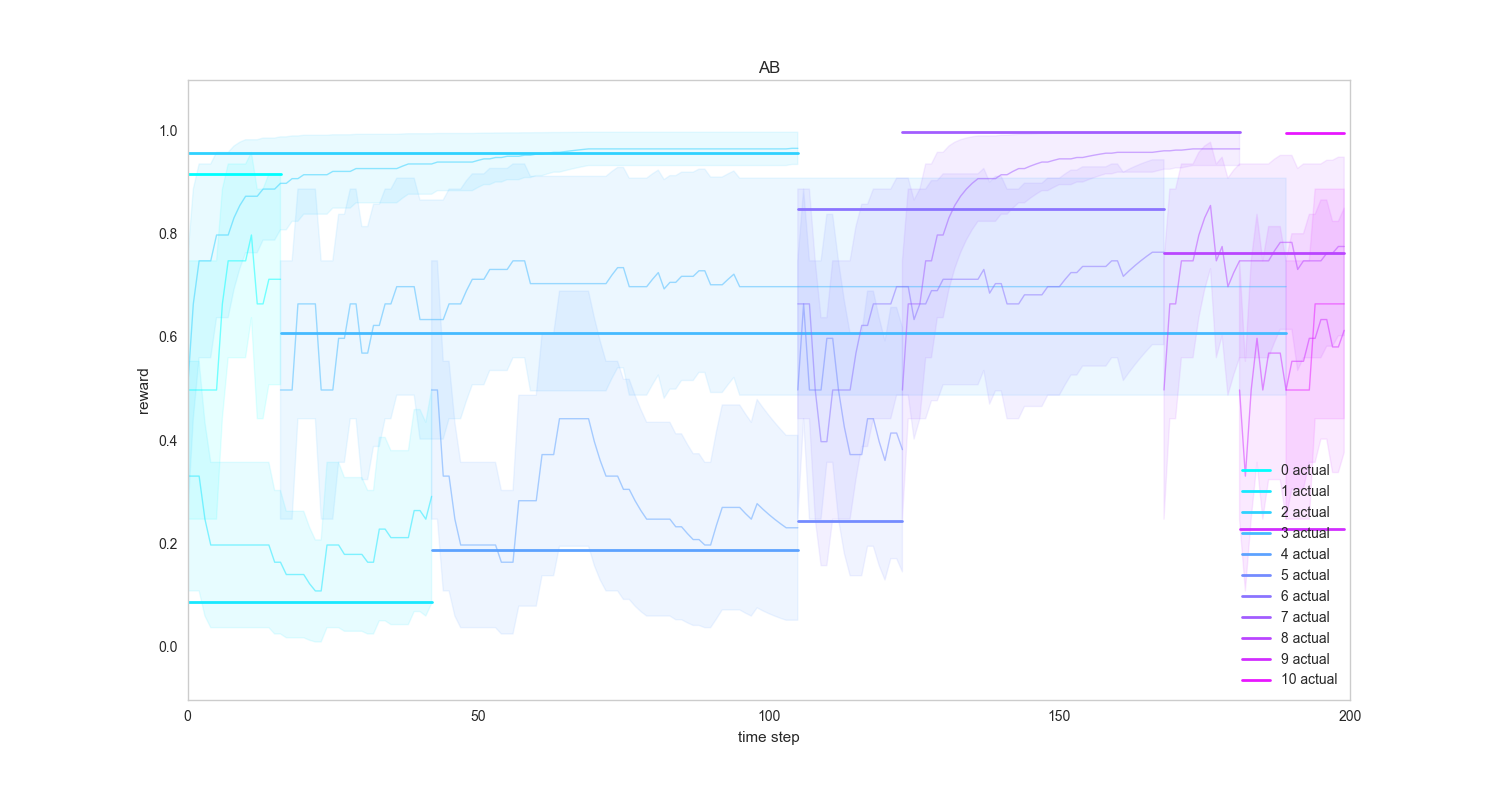 AB
reward
1.0
0.8
0.6
0.4
0.2
0.0
0 actual
1 actual
2 actual
3 actual
4 actual
5 actual
6 actual
7 actual
8 actual
9 actual
10 actual
0
50
100
150
200
time step